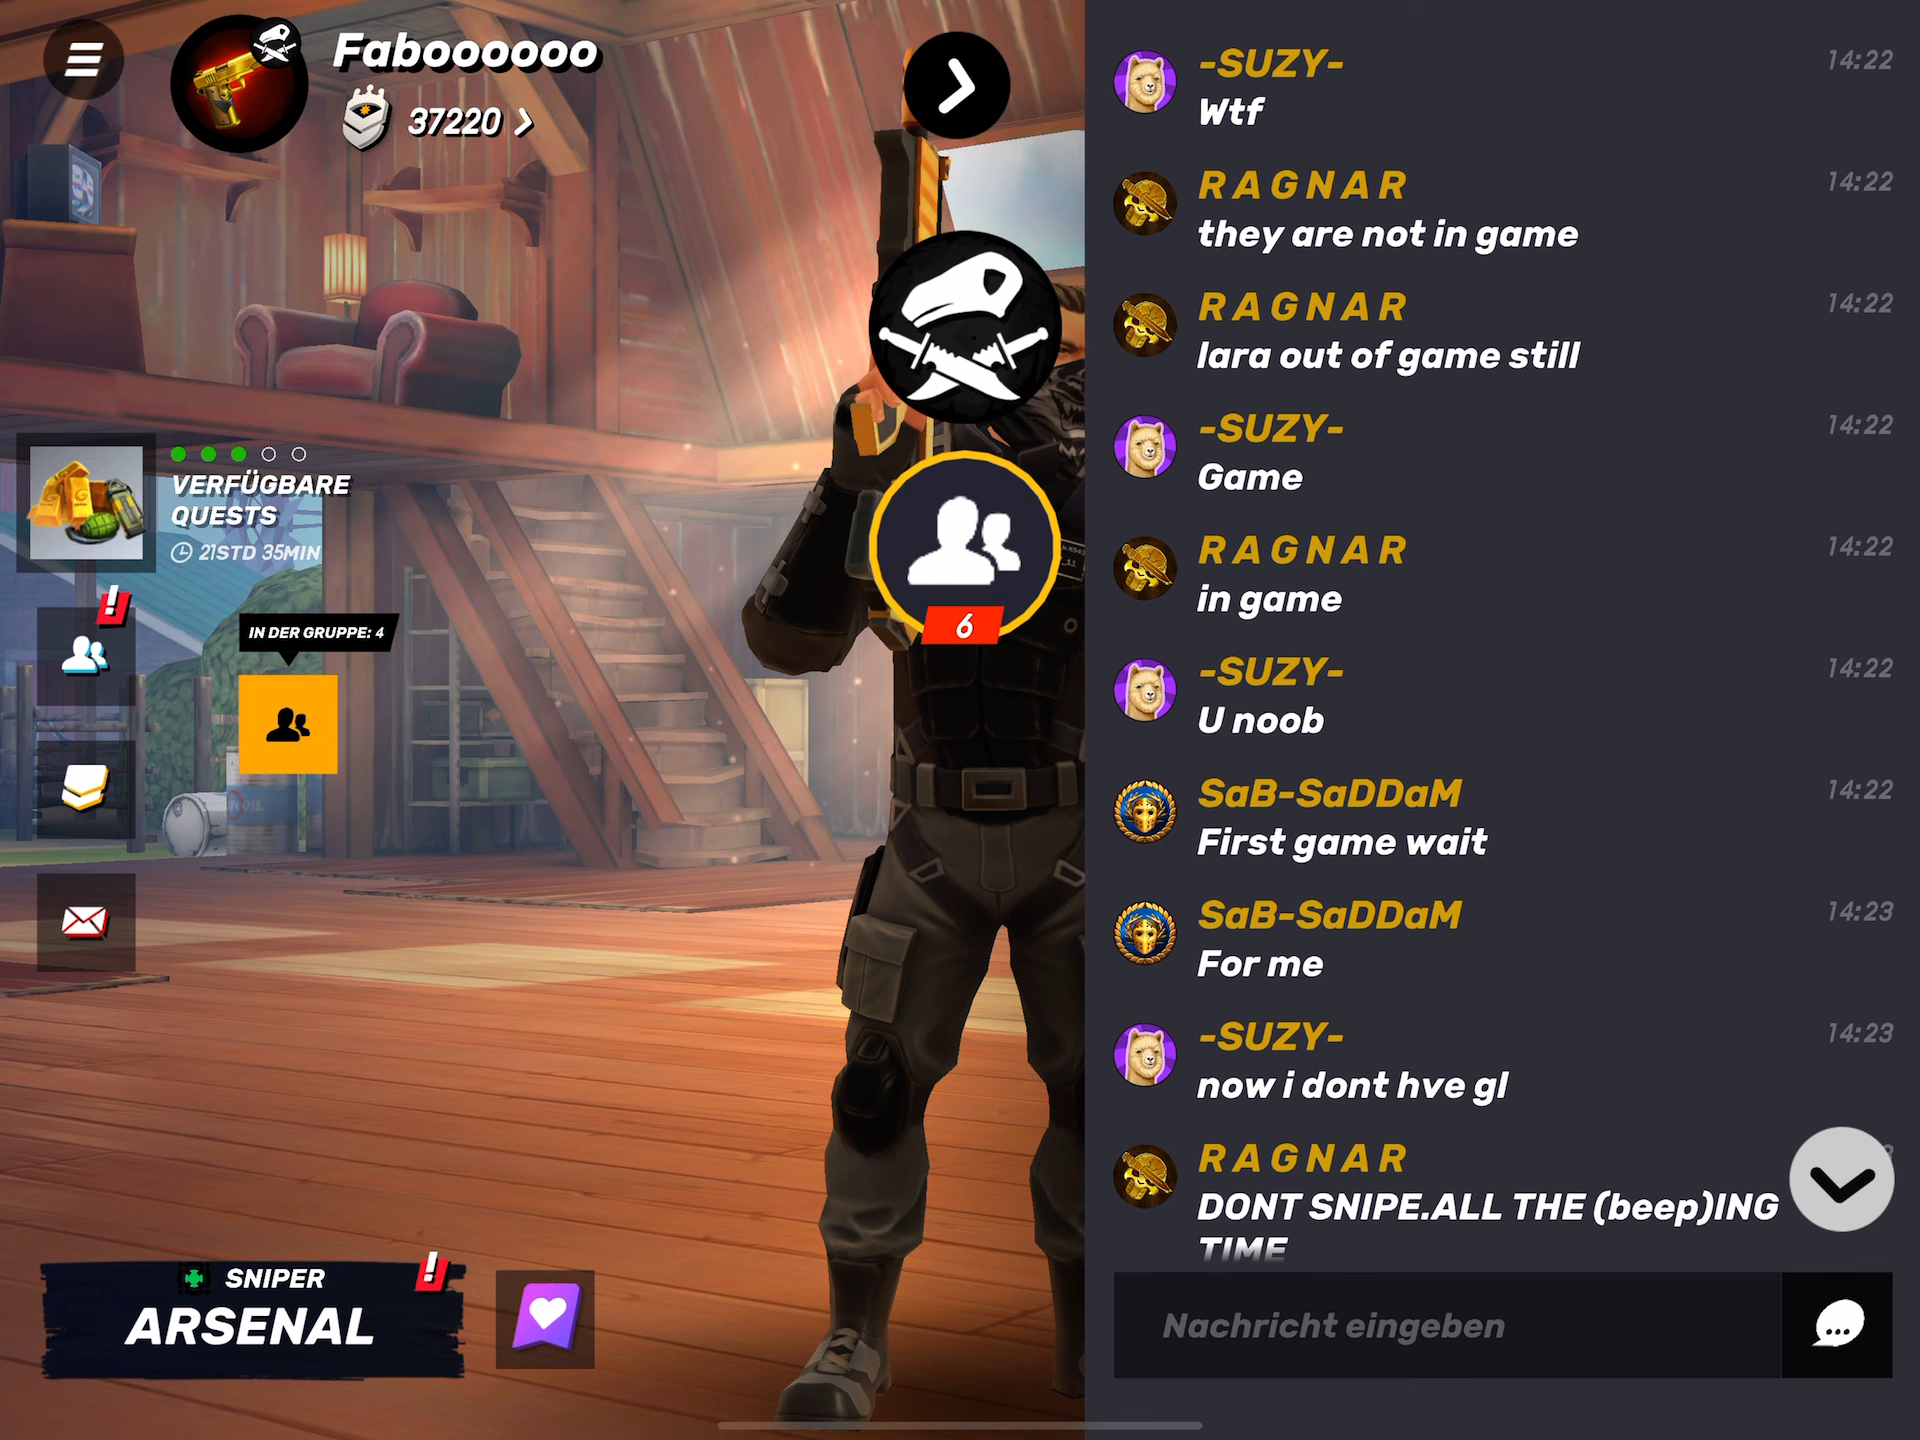 Faboooooo
37220
VERFÜGBARE
QUESTS
21STD 35MIN
!
IN DER GRUPPE: 4
6
SNIPER
ARSENAL
!
-SUZY- 14:22
Wtf
RAGNAR 14:22
they are not in game
RAGNAR 14:22
lara out of game still
-SUZY- 14:22
Game
RAGNAR 14:22
in game
-SUZY- 14:22
U noob
SaB-SaDDaM 14:22
First game wait
SaB-SaDDaM 14:23
For me
-SUZY- 14:23
now i dont hve gl
RAGNAR
DONT SNIPE.ALL THE (beep)ING
TIME
Nachricht eingeben